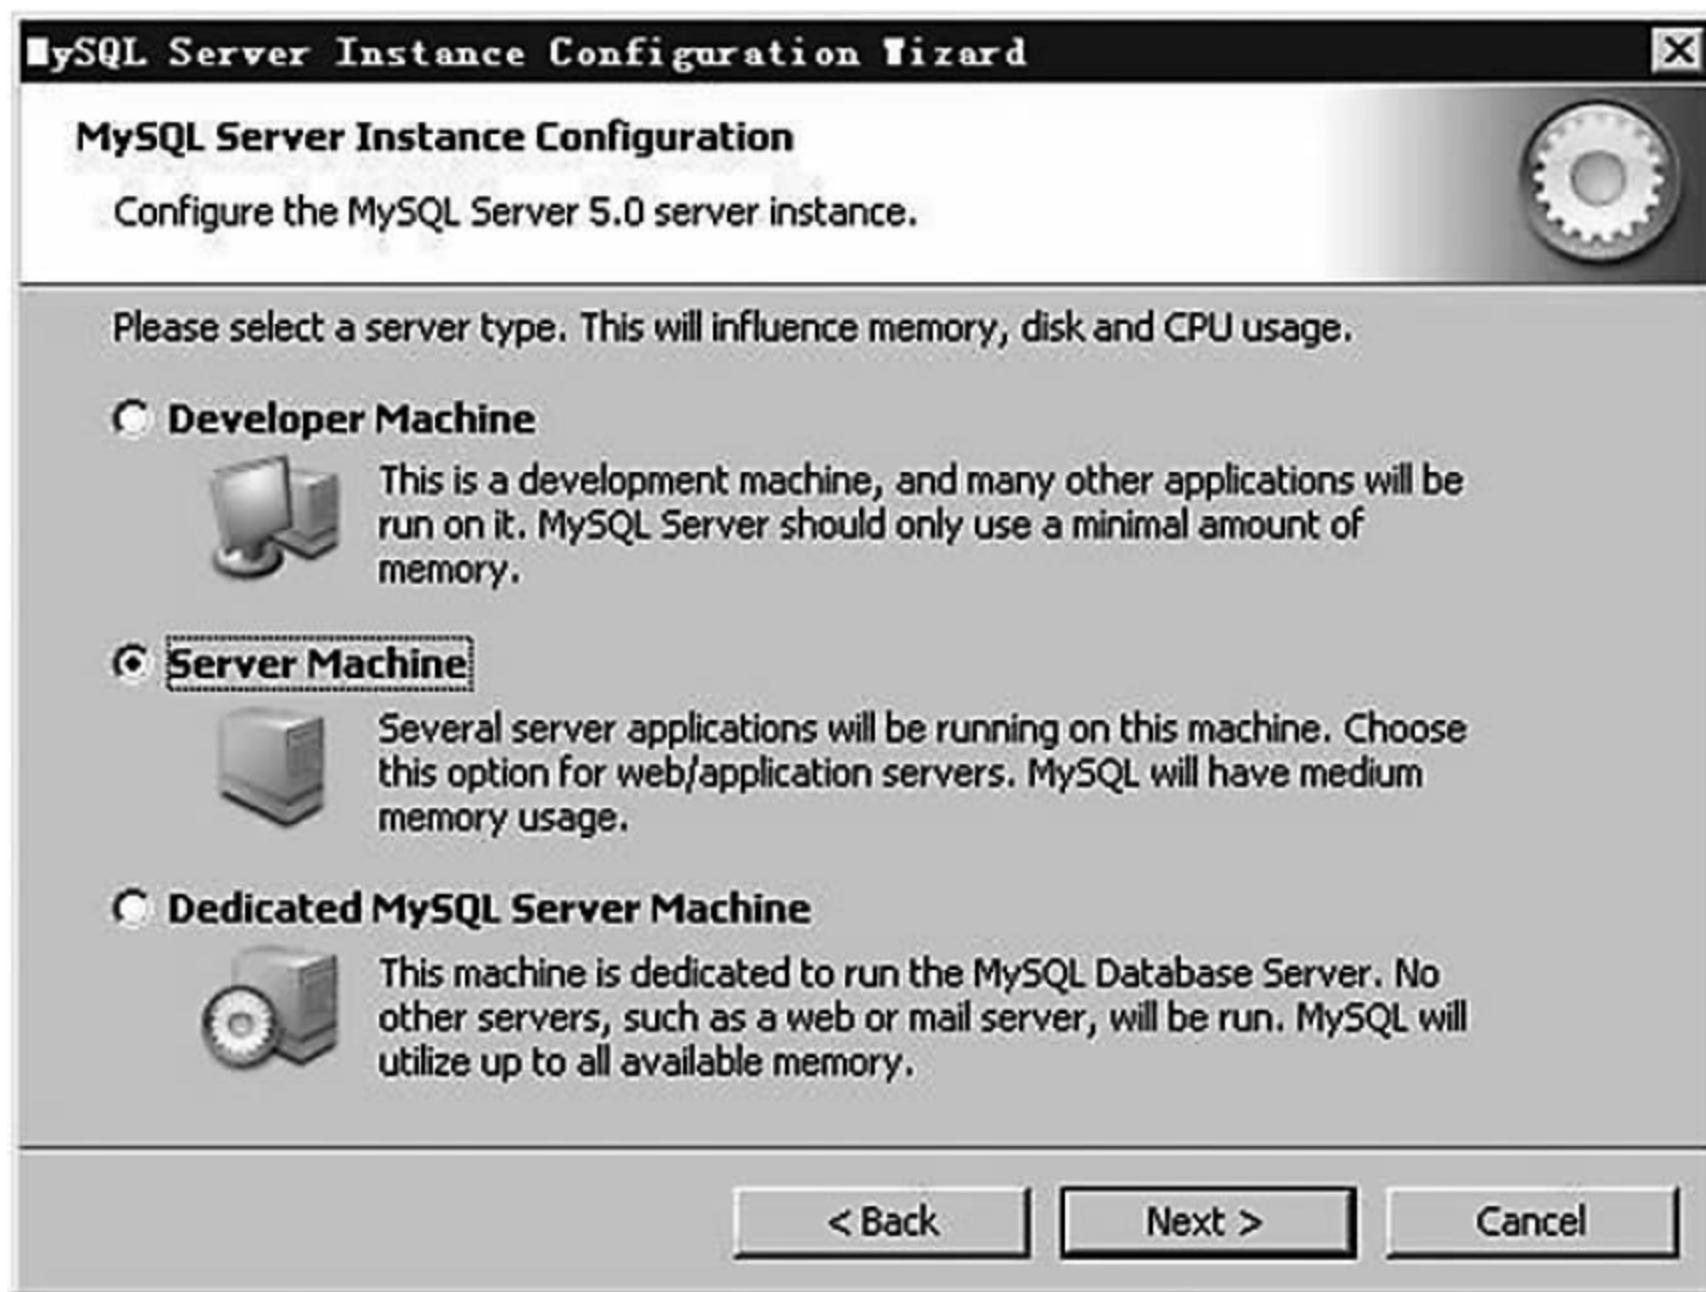 MySQL Server Instance Configuration Wizard
MySQL Server Instance Configuration
Configure the MySQL Server 5.0 server instance.
Please select a server type. This will influence memory, disk and CPU usage.
Developer Machine
This is a development machine, and many other applications will be
run on it. MySQL Server should only use a minimal amount of
memory.
Server Machine
Several server applications will be running on this machine. Choose
this option for web/application servers. MySQL will have medium
memory usage.
Dedicated MySQL Server Machine
This machine is dedicated to run the MySQL Database Server. No
other servers, such as a web or mail server, will be run. MySQL will
utilize up to all available memory.
< Back
Next >
Cancel